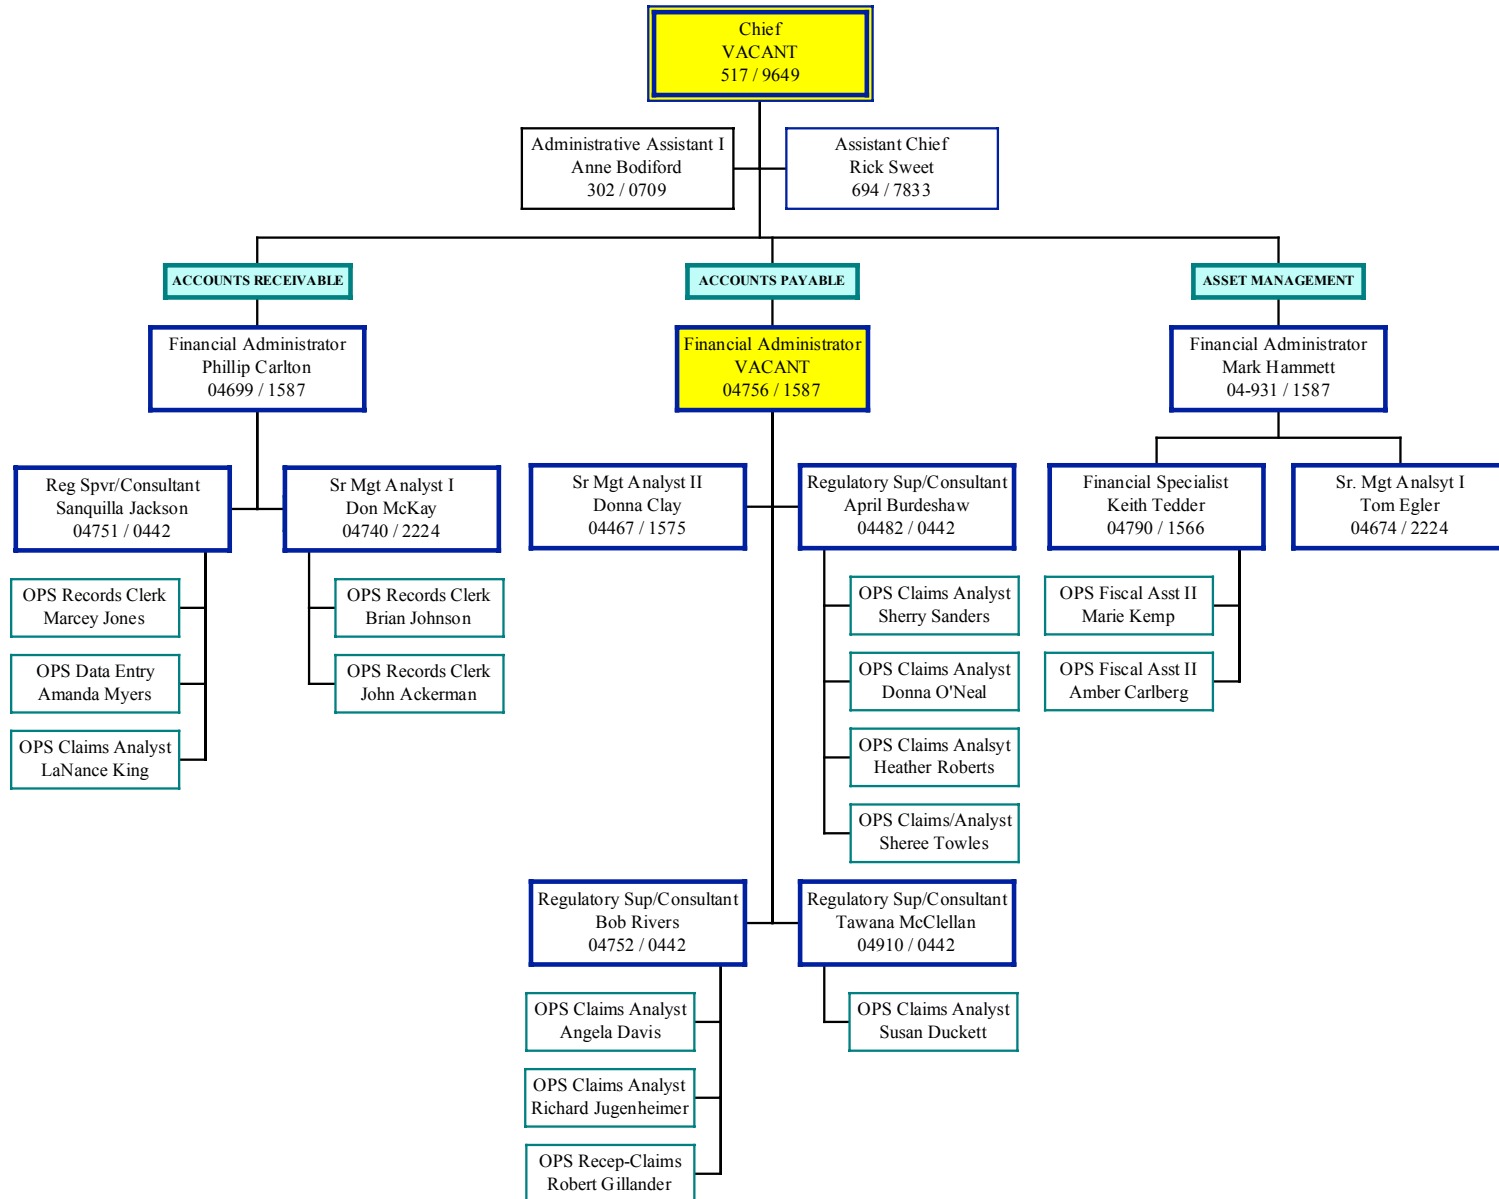 Chief
VACANT
517 / 9649
Administrative Assistant I
Anne Bodiford
302 / 0709
Assistant Chief
Rick Sweet
694 / 7833
ACCOUNTS RECEIVABLE
ACCOUNTS PAYABLE
ASSET MANAGEMENT
Financial Administrator
Phillip Carlton
04699 / 1587
Financial Administrator
VACANT
04756 / 1587
Financial Administrator
Mark Hammett
04-931 / 1587
Reg Spvr/Consultant
Sanquilla Jackson
04751 / 0442
Sr Mgt Analyst I
Don McKay
04740 / 2224
Sr Mgt Analyst II
Donna Clay
04467 / 1575
Regulatory Sup/Consultant
April Burdeshaw
04482 / 0442
Financial Specialist
Keith Tedder
04790 / 1566
Sr. Mgt Analsyt I
Tom Egler
04674 / 2224
OPS Records Clerk
Marcey Jones
OPS Data Entry
Amanda Myers
OPS Claims Analyst
LaNance King
OPS Records Clerk
Brian Johnson
OPS Records Clerk
John Ackerman
OPS Claims Analyst
Sherry Sanders
OPS Claims Analyst
Donna O'Neal
OPS Claims Analsyt
Heather Roberts
OPS Claims/Analyst
Sheree Towles
OPS Fiscal Asst II
Marie Kemp
OPS Fiscal Asst II
Amber Carlberg
Regulatory Sup/Consultant
Bob Rivers
04752 / 0442
Regulatory Sup/Consultant
Tawana McClellan
04910 / 0442
OPS Claims Analyst
Angela Davis
OPS Claims Analyst
Richard Jugenheimer
OPS Recep-Claims
Robert Gillander
OPS Claims Analyst
Susan Duckett